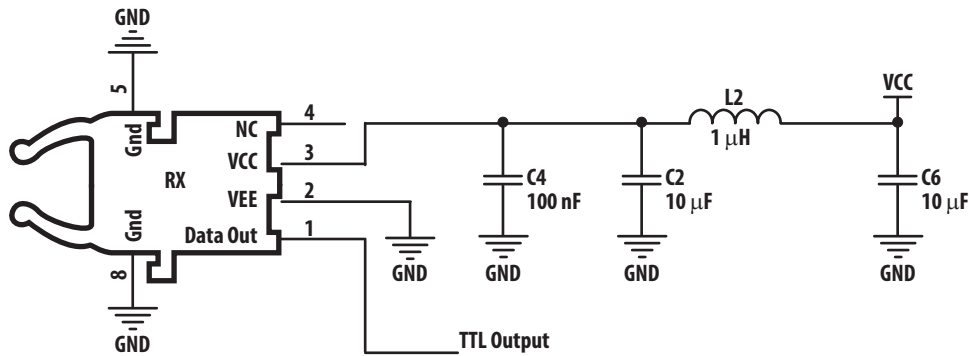 GND
5
Gnd
NC
4
VCC
3
RX
VEE
2
Data Out
1
Gnd
8
GND
GND
TTL Output
C4
100 nF
GND
C2
10 μF
GND
L2
1 μH
VCC
C6
10 μF
GND